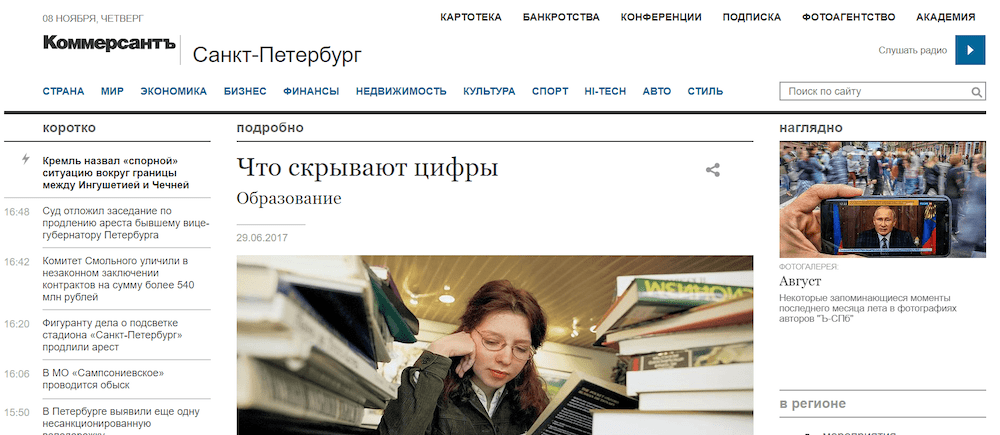 08 НОЯБРЯ, ЧЕТВЕРГ
КАРТОТЕКА БАНКРОТСТВА КОНФЕРЕНЦИИ ПОДПИСКА ФОТОАГЕНТСТВО АКАДЕМИЯ
Коммерсантъ
Санкт-Петербург
Слушать радио
СТРАНА МИР ЭКОНОМИКА БИЗНЕС ФИНАНСЫ НЕДВИЖИМОСТЬ КУЛЬТУРА СПОРТ HI-TECH АВТО СТИЛЬ
Поиск по сайту
коротко
Кремль назвал «спорной»
ситуацию вокруг границы
между Ингушетией и Чечней
16:48 Суд отложил заседание по
продлению ареста бывшему вице-
губернатору Петербурга
16:42 Комитет Смольного уличили в
незаконном заключении
контрактов на сумму более 540
млн рублей
16:20 Фигуранту дела о подсветке
стадиона «Санкт-Петербург»
продлили арест
16:06 В МО «Сампсониевское»
проводится обыск
15:50 В Петербурге выявили еще одну
несанкционированную
подробно
Что скрывают цифры
Образование
29.06.2017
наглядно
ФОТОГАЛЕРЕЯ:
Август
Некоторые запоминающиеся моменты
последнего месяца лета в фотографиях
авторов "Ъ-СПб"
в регионе